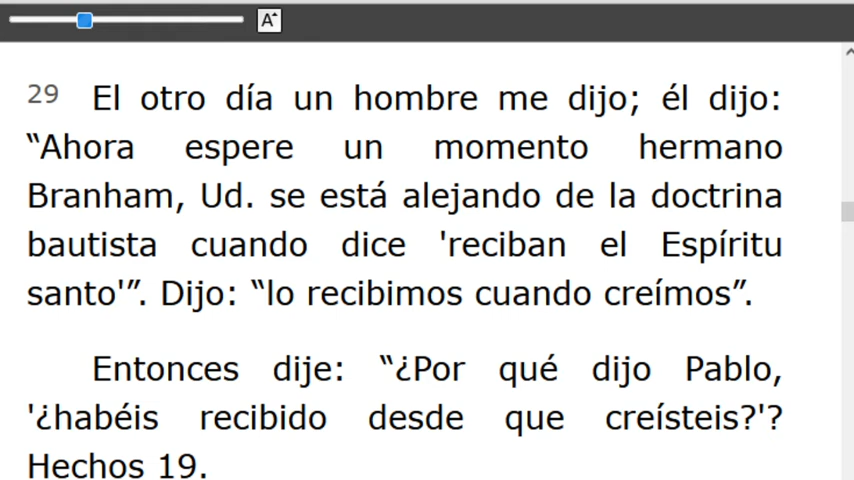 A
29 El otro día un hombre me dijo; él dijo:
“Ahora espere un momento hermano
Branham, Ud. se está alejando de la doctrina
bautista cuando dice 'reciban el Espíritu
santo'”. Dijo: “lo recibimos cuando creímos”.
Entonces dije: “¿Por qué dijo Pablo,
'¿habéis recibido desde que creísteis?'?
Hechos 19.